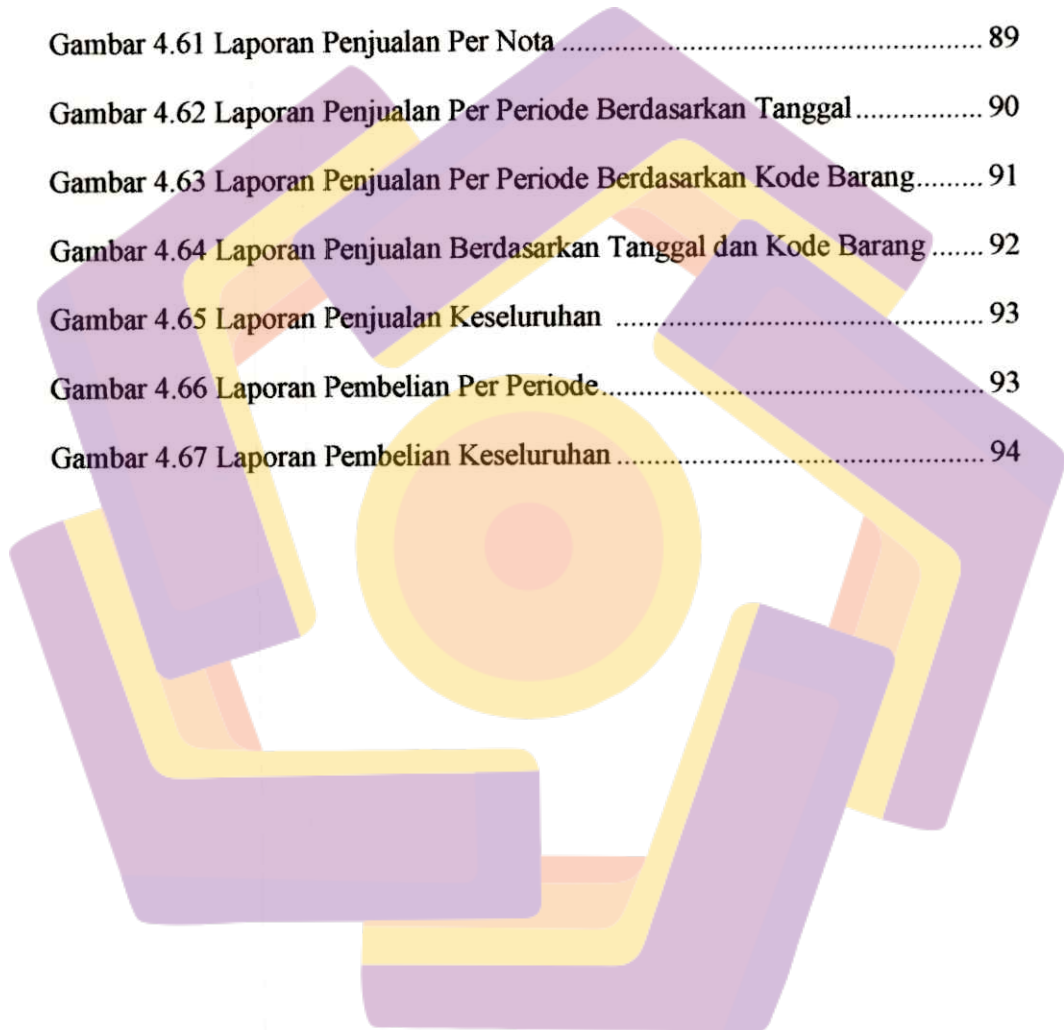 Gambar 4.61 Laporan Penjualan Per Nota ........................................................ 89
Gambar 4.62 Laporan Penjualan Per Periode Berdasarkan Tanggal ................. 90
Gambar 4.63 Laporan Penjualan Per Periode Berdasarkan Kode Barang......... 91
Gambar 4.64 Laporan Penjualan Berdasarkan Tanggal dan Kode Barang ....... 92
Gambar 4.65 Laporan Penjualan Keseluruhan ................................................. 93
Gambar 4.66 Laporan Pembelian Per Periode................................................... 93
Gambar 4.67 Laporan Pembelian Keseluruhan ................................................. 94